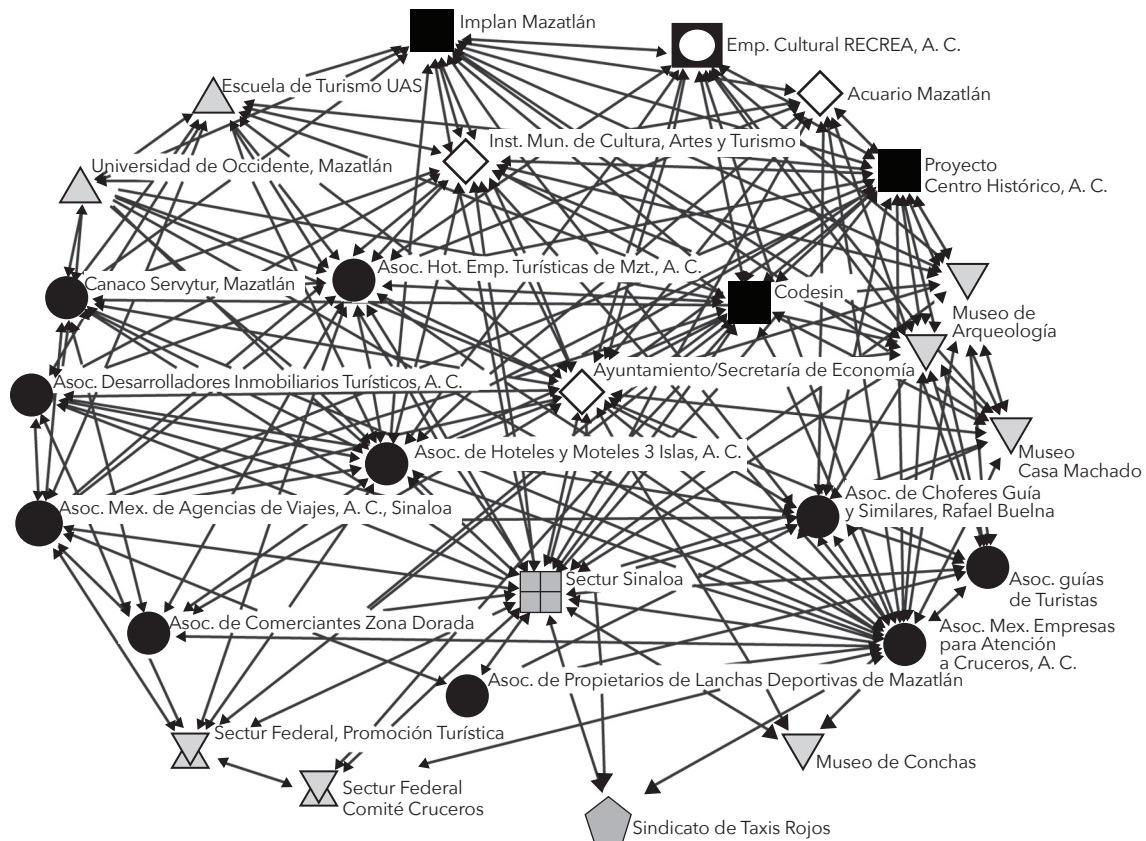 Implan Mazatlán
Emp. Cultural RECREA, A. C.
Escuela de Turismo UAS
Acuario Mazatlán
Inst. Mun. de Cultura, Artes y Turismo
Universidad de Occidente, Mazatlán
Proyecto
Centro Histórico, A. C.
Asoc. Hot. Emp. Turísticas de Mzt., A. C.
Canaco Servytur, Mazatlán
Codesin
Museo de
Arqueología
Ayuntamiento/Secretaría de Economía
Asoc. Desarrolladores Inmobiliarios Turísticos, A. C.
Asoc. de Hoteles y Moteles 3 Islas, A. C.
Museo
Casa Machado
Asoc. Mex. de Agencias de Viajes, A. C., Sinaloa
Asoc. de Choferes Guía
y Similares, Rafael Buelna
Sectur Sinaloa
Asoc. guías
de Turistas
Asoc. de Comerciantes Zona Dorada
Asoc. Mex. Empresas
para Atención
a Cruceros, A. C.
Asoc. de Propietarios de Lanchas Deportivas de Mazatlán
Sectur Federal, Promoción Turística
Museo de Conchas
Sectur Federal
Comité Cruceros
Sindicato de Taxis Rojos